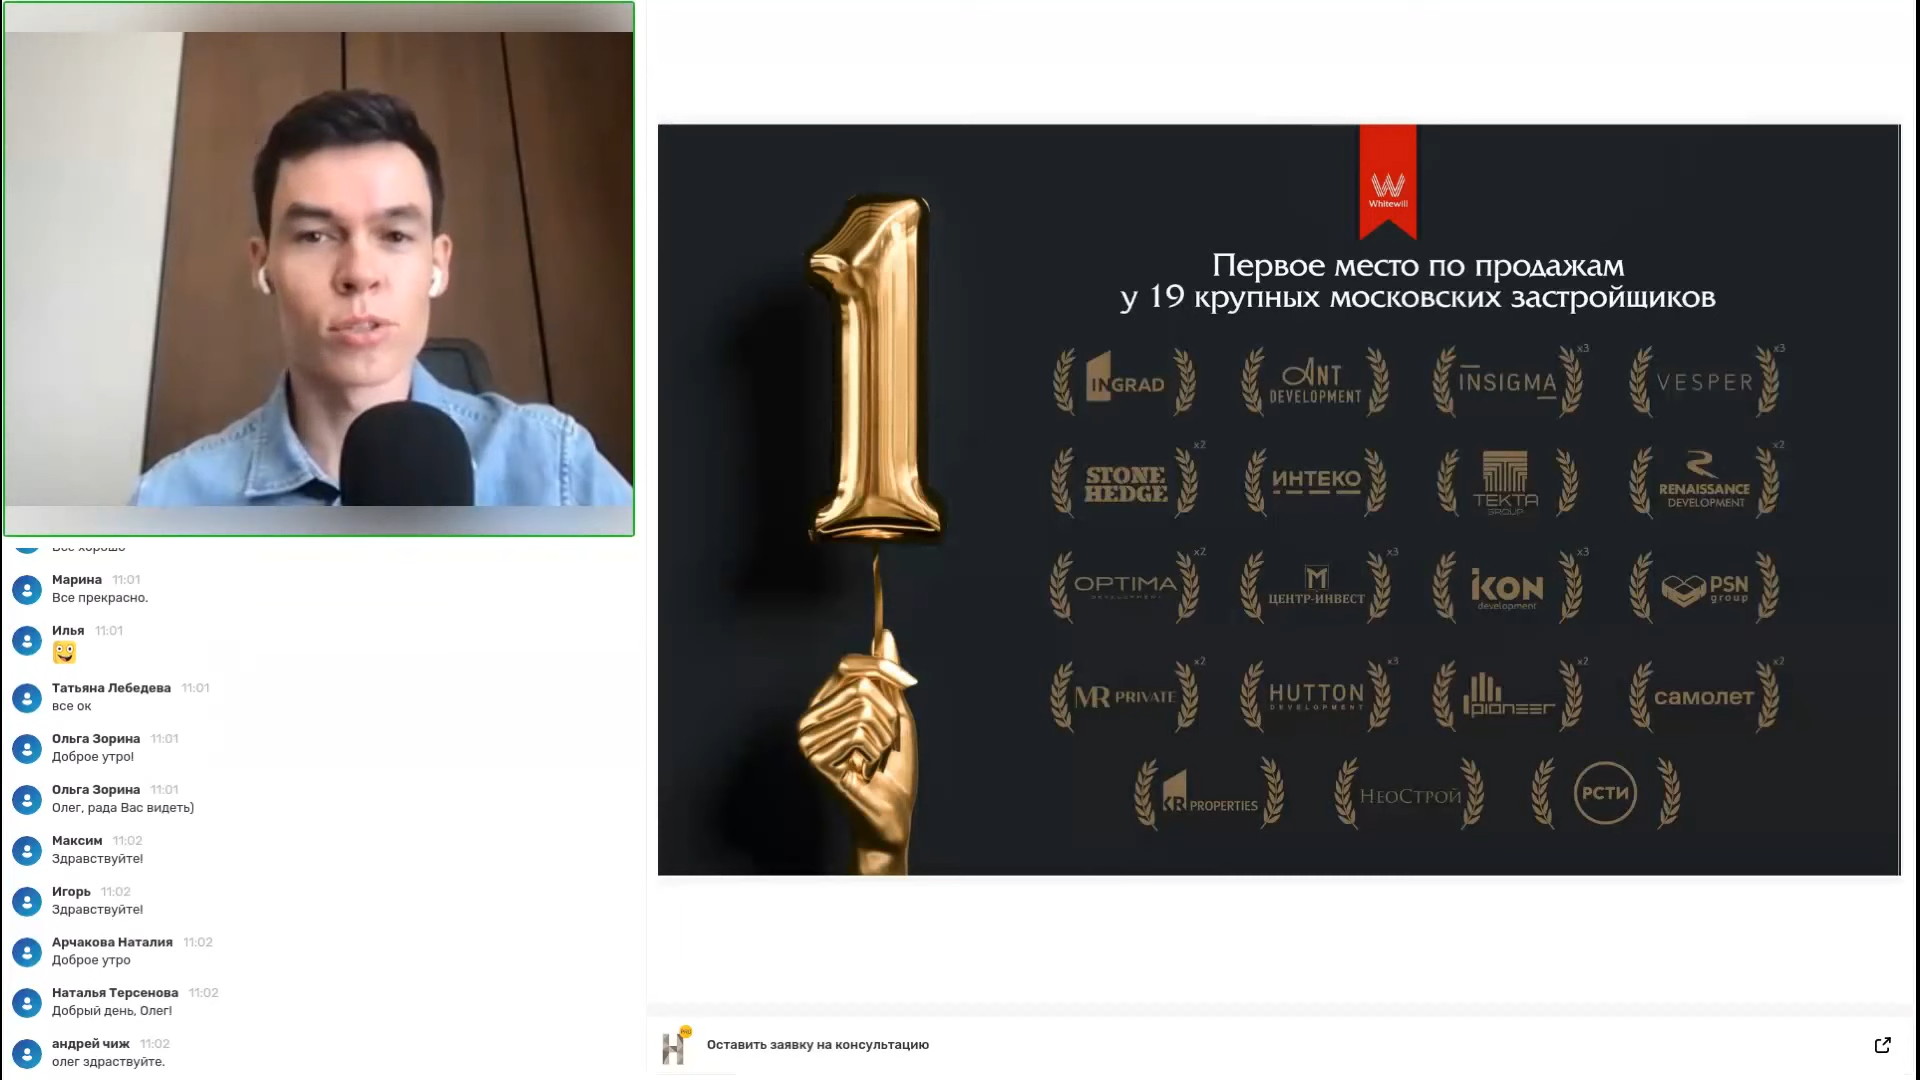 Все хорошо
Марина 11:01
Все прекрасно.
Илья 11:01
Татьяна Лебедева 11:01
все ок
Ольга Зорина 11:01
Доброе утро!
Ольга Зорина 11:01
Олег, рада Вас видеть)
Максим 11:02
Здравствуйте!
Игорь 11:02
Здравствуйте!
Арчакова Наталия 11:02
Доброе утро
Наталья Терсенова 11:02
Добрый день, Олег!
андрей чиж 11:02
олег здраствуйте.
Whitewill
Первое место по продажам
у 19 крупных московских застройщиков
INGRAD
ANT
DEVELOPMENT
INSIGMA
x3
VESPER
x3
STONE
HEDGE
x2
ИНТЕКО
ТЕКТА
GROUP
RENAISSANCE
DEVELOPMENT
x2
OPTIMA
DEVELOPMENT
x2
ЦЕНТР-ИНВЕСТ
x3
IKON
development
x3
PSN
group
MR PRIVATE
x2
HUTTON
DEVELOPMENT
x3
PIONEER
x2
самолет
x2
KR PROPERTIES
НЕОСТРОЙ
РСТИ
Оставить заявку на консультацию